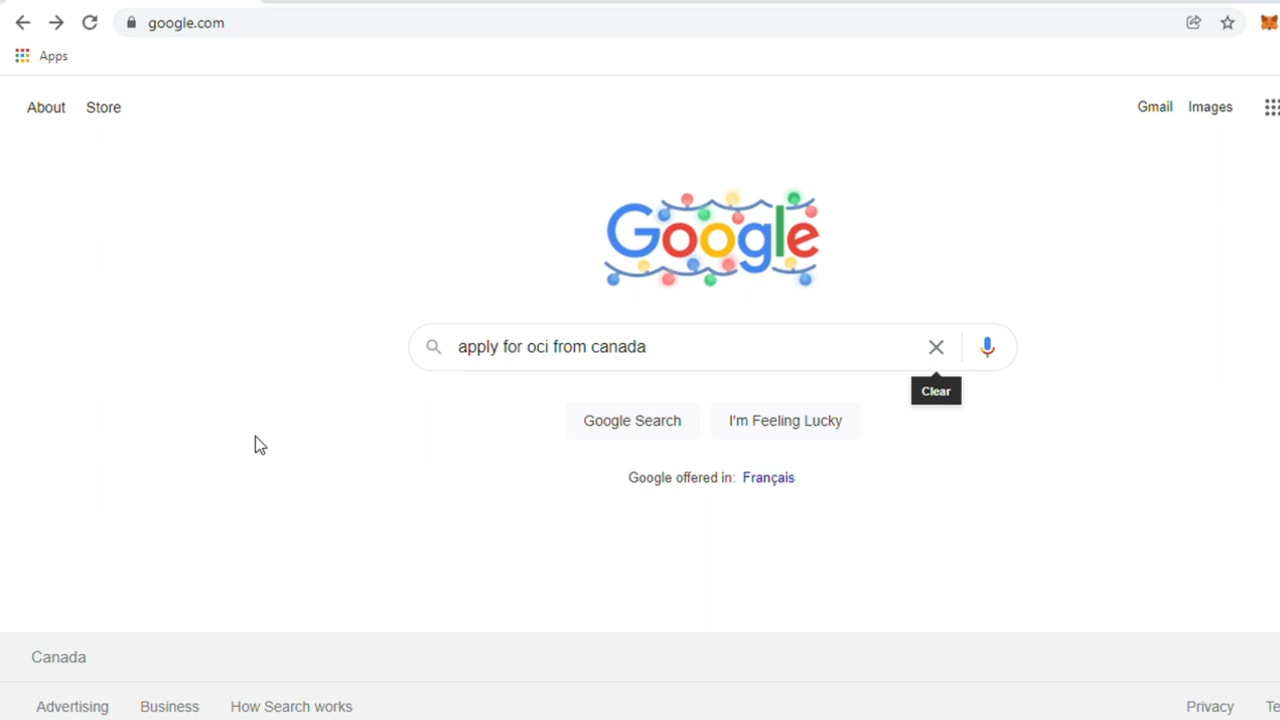 google.com
Apps
About Store
Gmail Images
Google
apply for oci from canada
Clear
Google Search I'm Feeling Lucky
Google offered in: Français
Canada
Advertising Business How Search works
Privacy